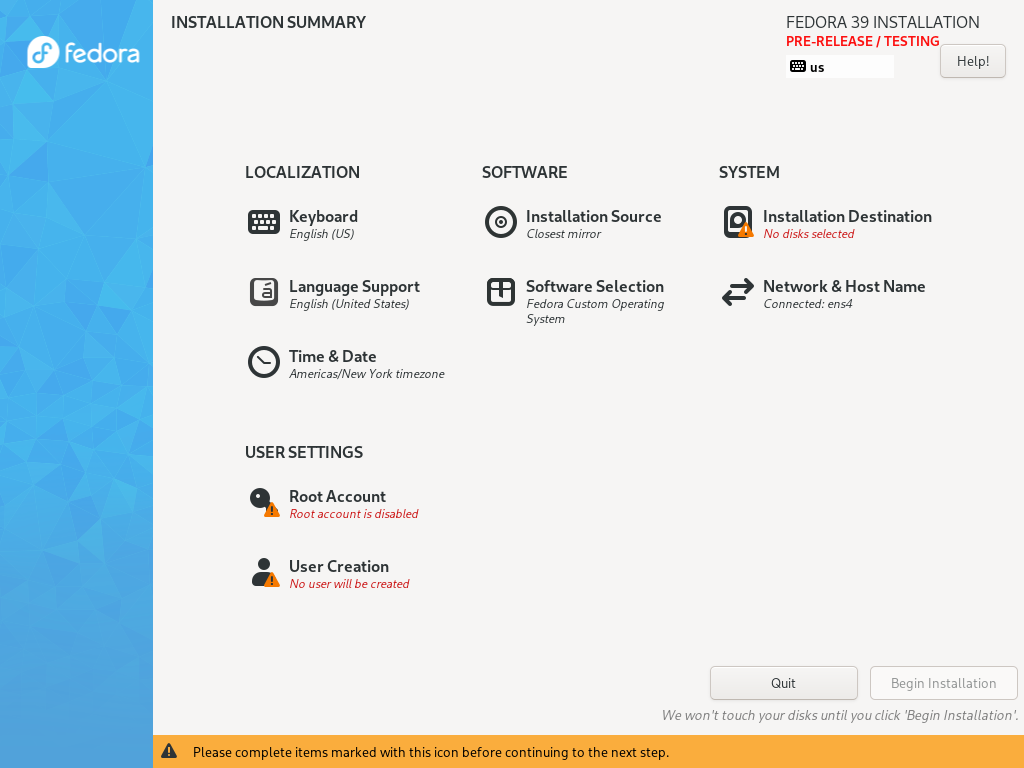 fedora
INSTALLATION SUMMARY
FEDORA 39 INSTALLATION
PRE-RELEASE / TESTING
us
Help!
LOCALIZATION
Keyboard
English (US)
Language Support
English (United States)
Time & Date
Americas/New York timezone
SOFTWARE
Installation Source
Closest mirror
Software Selection
Fedora Custom Operating
System
SYSTEM
Installation Destination
No disks selected
Network & Host Name
Connected: ens4
USER SETTINGS
Root Account
Root account is disabled
User Creation
No user will be created
Quit
Begin Installation
We won't touch your disks until you click 'Begin Installation'.
Please complete items marked with this icon before continuing to the next step.